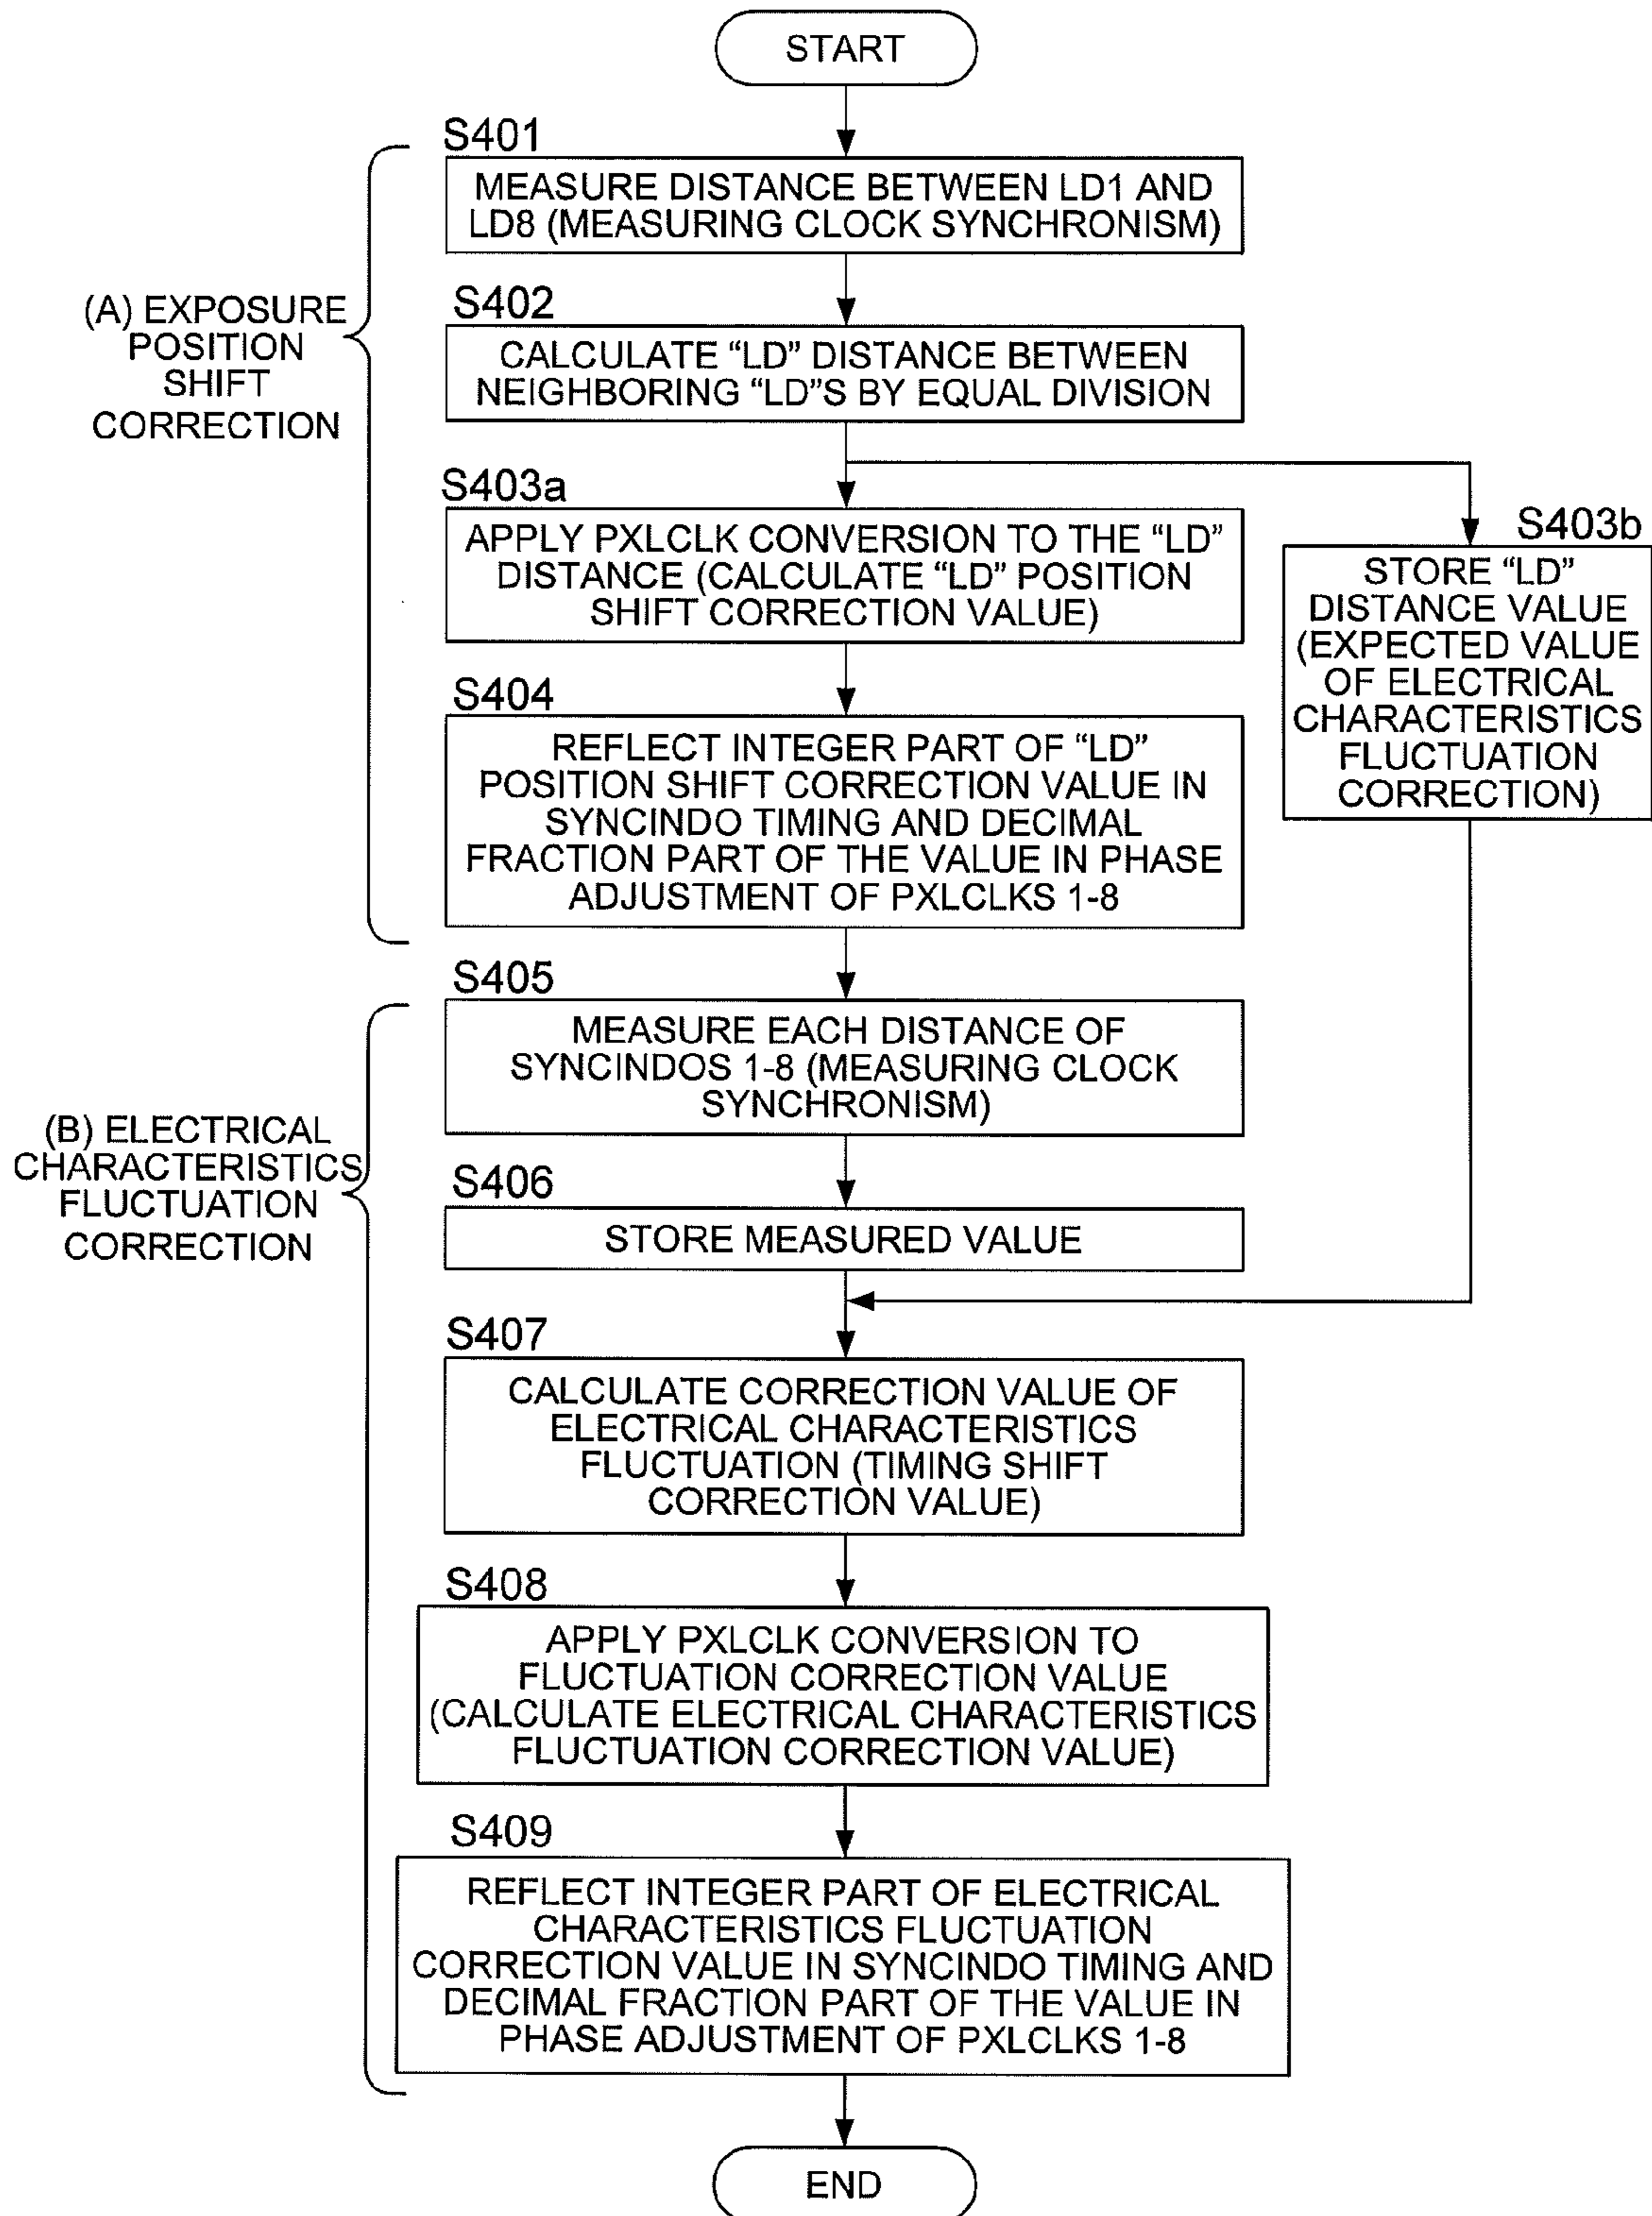 START
S401
MEASURE DISTANCE BETWEEN LD1 AND
LD8 (MEASURING CLOCK SYNCHRONISM)
(A) EXPOSURE
POSITION
SHIFT
CORRECTION
S402
CALCULATE “LD” DISTANCE BETWEEN
NEIGHBORING “LD”S BY EQUAL DIVISION
S403a
APPLY PXLCLK CONVERSION TO THE “LD”
DISTANCE (CALCULATE “LD” POSITION
SHIFT CORRECTION VALUE)
S403b
STORE “LD”
DISTANCE VALUE
(EXPECTED VALUE
OF ELECTRICAL
CHARACTERISTICS
FLUCTUATION
CORRECTION)
S404
REFLECT INTEGER PART OF “LD”
POSITION SHIFT CORRECTION VALUE IN
SYNCINDO TIMING AND DECIMAL
FRACTION PART OF THE VALUE IN PHASE
ADJUSTMENT OF PXLCLKS 1-8
S405
MEASURE EACH DISTANCE OF
SYNCINDOS 1-8 (MEASURING CLOCK
SYNCHRONISM)
(B) ELECTRICAL
CHARACTERISTICS
FLUCTUATION
CORRECTION
S406
STORE MEASURED VALUE
S407
CALCULATE CORRECTION VALUE OF
ELECTRICAL CHARACTERISTICS
FLUCTUATION (TIMING SHIFT
CORRECTION VALUE)
S408
APPLY PXLCLK CONVERSION TO
FLUCTUATION CORRECTION VALUE
(CALCULATE ELECTRICAL CHARACTERISTICS
FLUCTUATION CORRECTION VALUE)
S409
REFLECT INTEGER PART OF ELECTRICAL
CHARACTERISTICS FLUCTUATION
CORRECTION VALUE IN SYNCINDO TIMING AND
DECIMAL FRACTION PART OF THE VALUE IN
PHASE ADJUSTMENT OF PXLCLKS 1-8
END